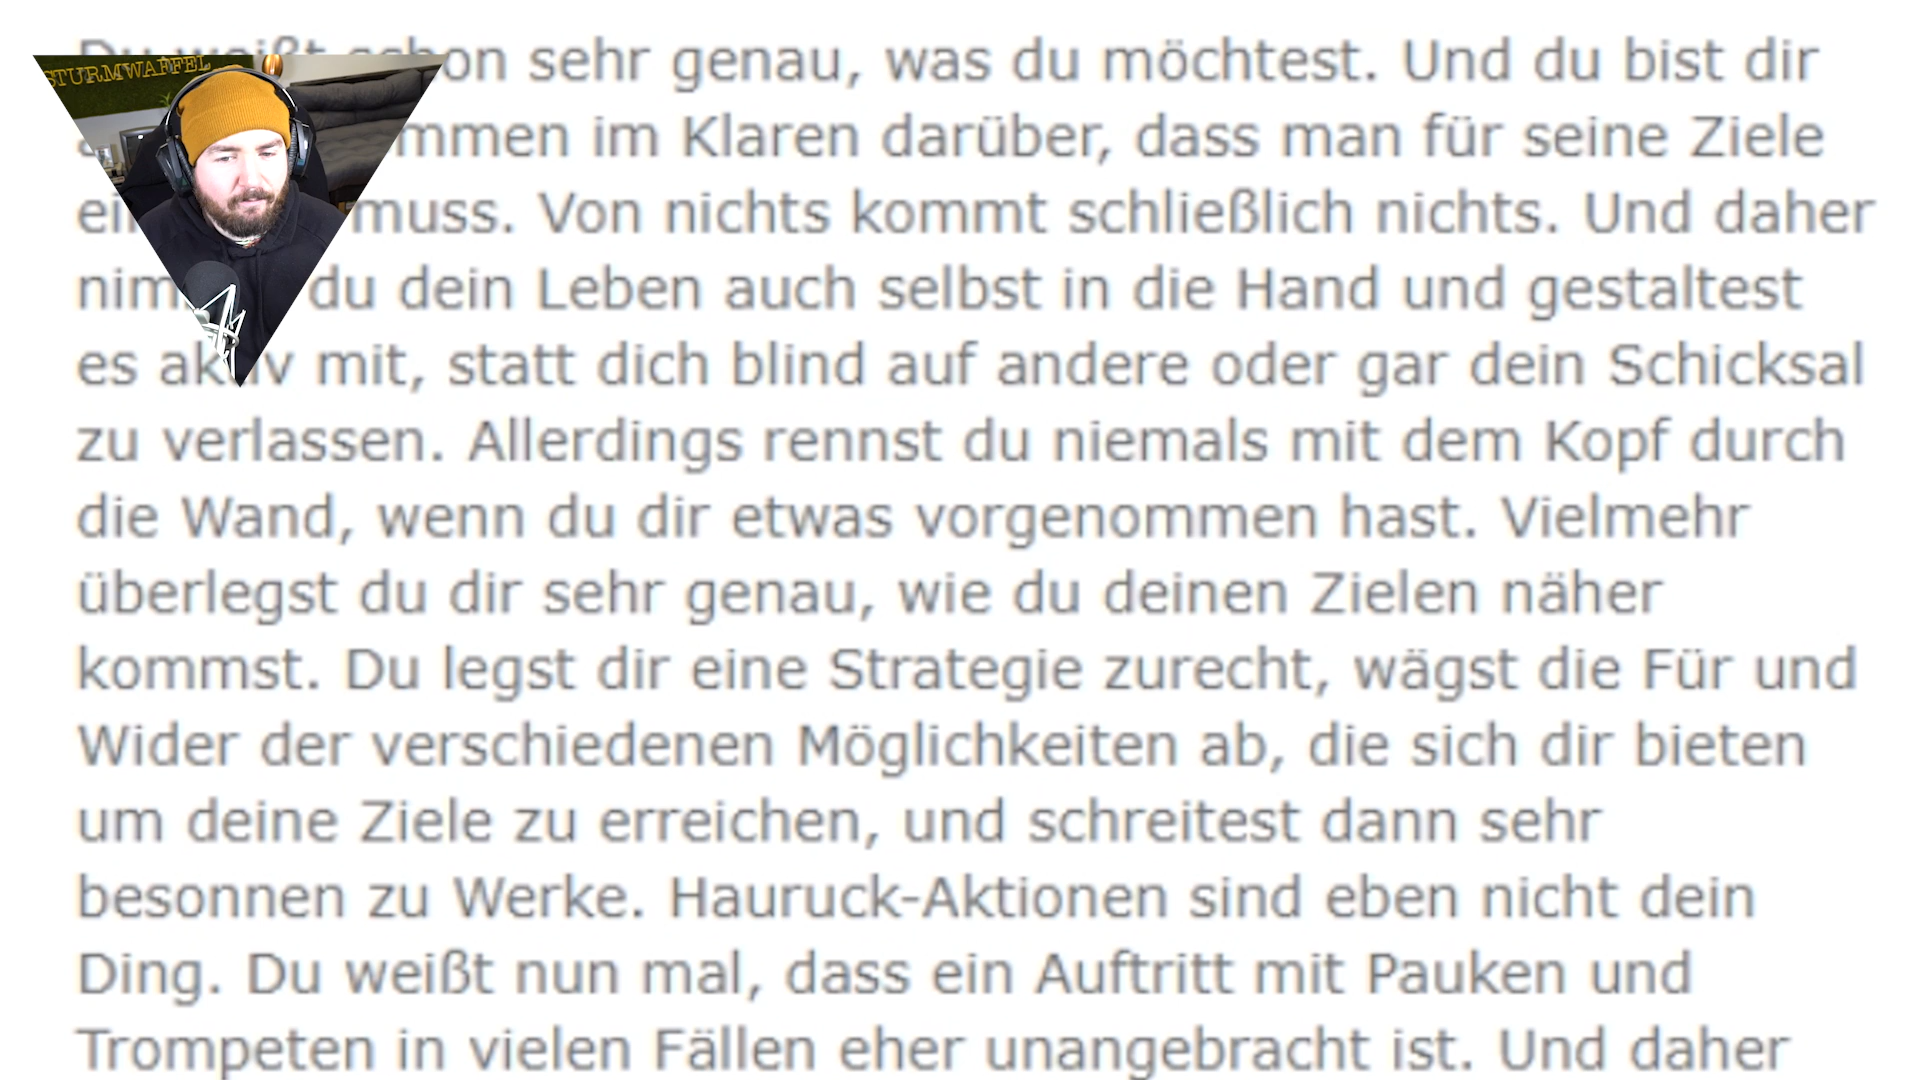 STURMWAFFEL
Du weißt schon sehr genau, was du möchtest. Und du bist dir
mmen im Klaren darüber, dass man für seine Ziele
muss. Von nichts kommt schließlich nichts. Und daher
du dein Leben auch selbst in die Hand und gestaltest
es aktiv mit, statt dich blind auf andere oder gar dein Schicksal
zu verlassen. Allerdings rennst du niemals mit dem Kopf durch
die Wand, wenn du dir etwas vorgenommen hast. Vielmehr
überlegst du dir sehr genau, wie du deinen Zielen näher
kommst. Du legst dir eine Strategie zurecht, wägst die Für und
Wider der verschiedenen Möglichkeiten ab, die sich dir bieten
um deine Ziele zu erreichen, und schreitest dann sehr
besonnen zu Werke. Hauruck-Aktionen sind eben nicht dein
Ding. Du weißt nun mal, dass ein Auftritt mit Pauken und
Trompeten in vielen Fällen eher unangebracht ist. Und daher